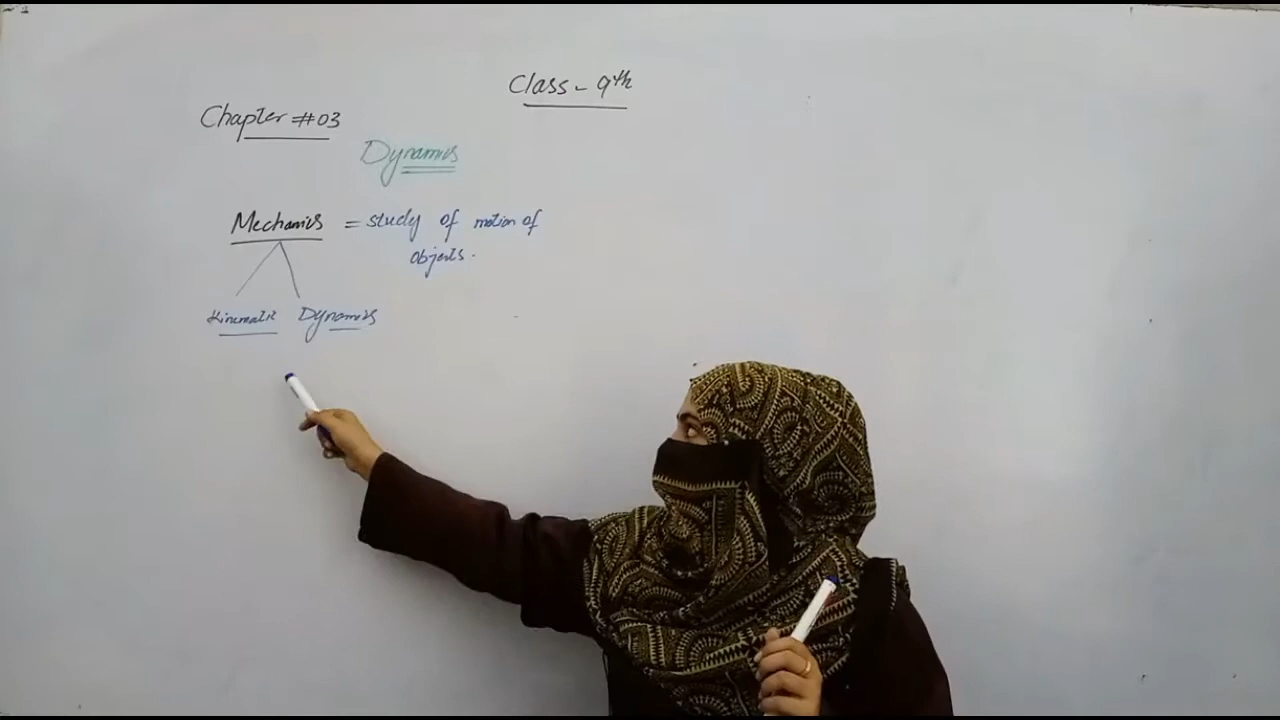 Class - 9th
Chapter #03
Dynamics
Mechanics = study of motion of
objects.
Kinematic Dynamics